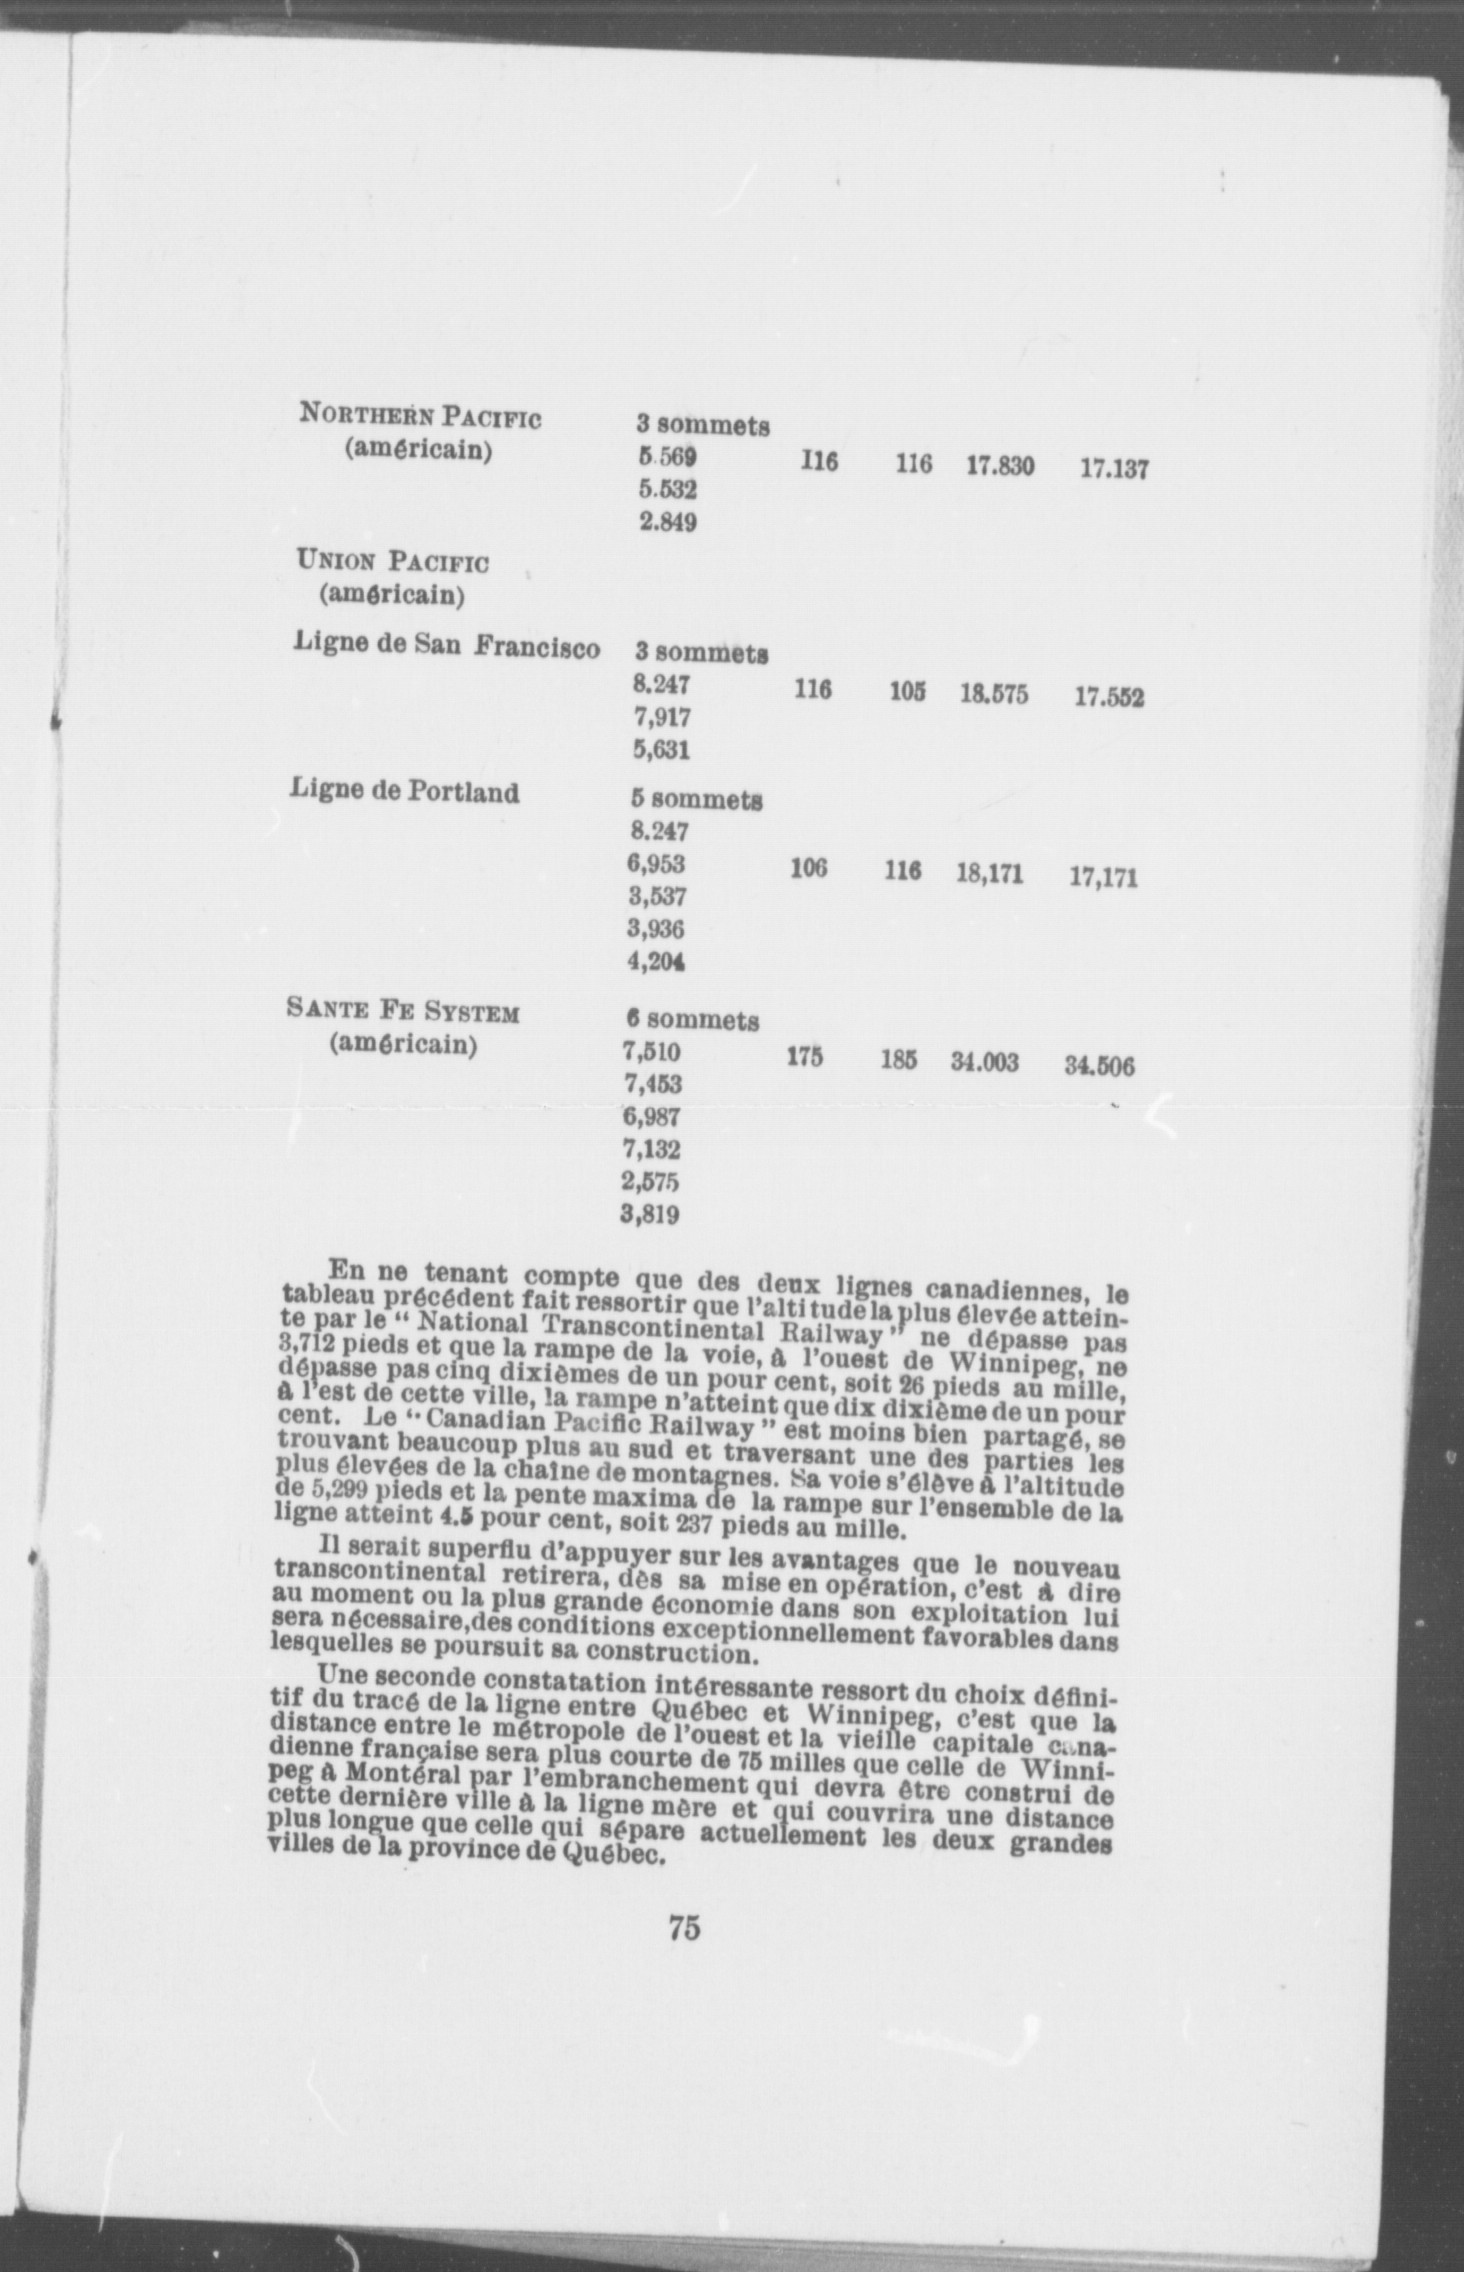 NORTHERN PACIFIC 3 sommets
(américain) 5.569 I16 116 17.830 17.137
5.532
2.849
UNION PACIFIC
(américain)
Ligne de San Francisco 3 sommets
8.247 116 105 18.575 17.552
7,917
5,631
Ligne de Portland 5 sommets
8.247
6,953 106 116 18,171 17,171
3,537
3,936
4,204
SANTE FE SYSTEM 6 sommets
(américain) 7,510 175 185 34.003 34.506
7,453
6,987
7,132
2,575
3,819
En ne tenant compte que des deux lignes canadiennes, le
tableau précédent fait ressortir que l'altitude la plus élevée attein-
te par le " National Transcontinental Railway " ne dépasse pas
3,712 pieds et que la rampe de la voie, à l'ouest de Winnipeg, ne
dépasse pas cinq dixièmes de un pour cent, soit 26 pieds au mille,
à l'est de cette ville, la rampe n'atteint que dix dixième de un pour
cent. Le " Canadian Pacific Railway " est moins bien partagé, se
trouvant beaucoup plus au sud et traversant une des parties les
plus élevées de la chaîne de montagnes. Sa voie s'élève à l'altitude
de 5,299 pieds et la pente maxima de la rampe sur l'ensemble de la
ligne atteint 4.5 pour cent, soit 237 pieds au mille.
Il serait superflu d'appuyer sur les avantages que le nouveau
transcontinental retirera, dès sa mise en opération, c'est à dire
au moment ou la plus grande économie dans son exploitation lui
sera nécessaire,des conditions exceptionnellement favorables dans
lesquelles se poursuit sa construction.
Une seconde constatation intéressante ressort du choix défini-
tif du tracé de la ligne entre Québec et Winnipeg, c'est que la
distance entre le métropole de l'ouest et la vieille capitale cana-
dienne française sera plus courte de 75 milles que celle de Winni-
peg à Montéral par l'embranchement qui devra être construi de
cette dernière ville à la ligne mère et qui couvrira une distance
plus longue que celle qui sépare actuellement les deux grandes
villes de la province de Québec.
75